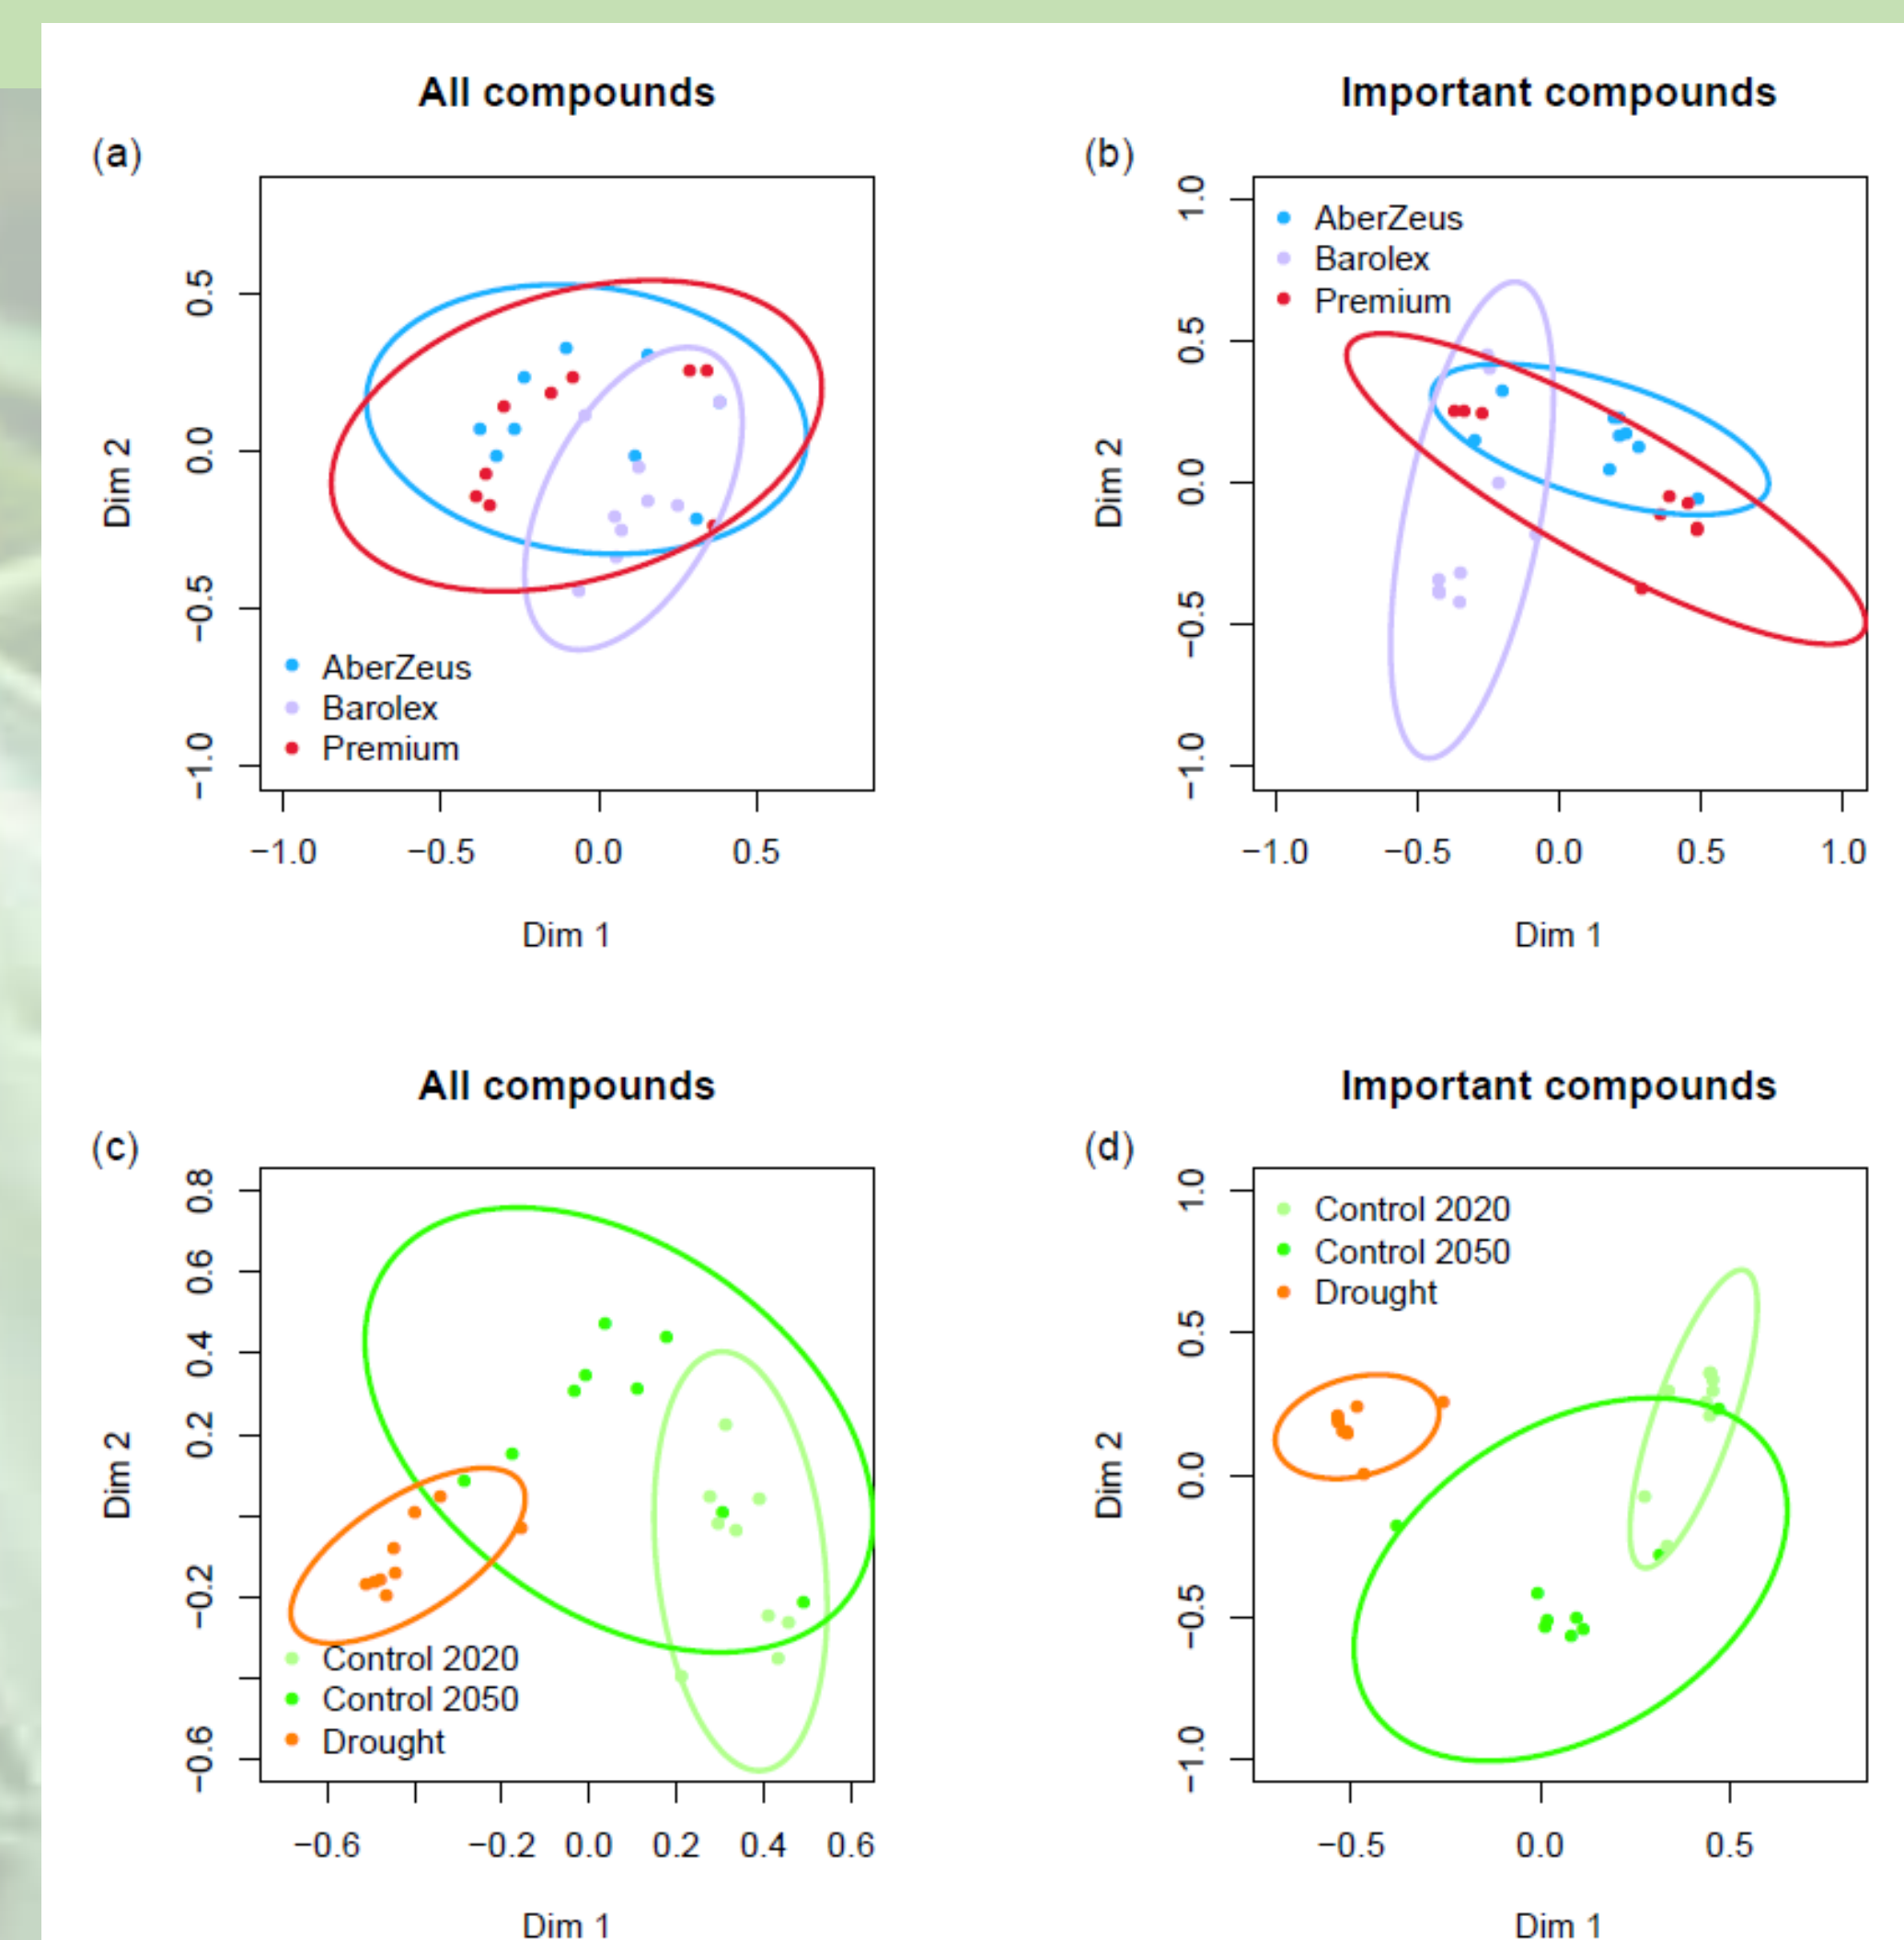 All compounds
(a)
Dim 2
0.5
0.0
−0.5
−1.0
AberZeus
Barolex
Premium
−1.0 −0.5 0.0 0.5
Dim 1
Important compounds
(b)
Dim 2
1.0
0.5
0.0
−0.5
−1.0
AberZeus
Barolex
Premium
−1.0 −0.5 0.0 0.5 1.0
Dim 1
All compounds
(c)
Dim 2
0.8
0.6
0.4
0.2
−0.2
−0.6
Control 2020
Control 2050
Drought
−0.6 −0.2 0.0 0.2 0.4 0.6
Dim 1
Important compounds
(d)
Dim 2
1.0
0.5
0.0
−0.5
−1.0
Control 2020
Control 2050
Drought
−0.5 0.0 0.5
Dim 1